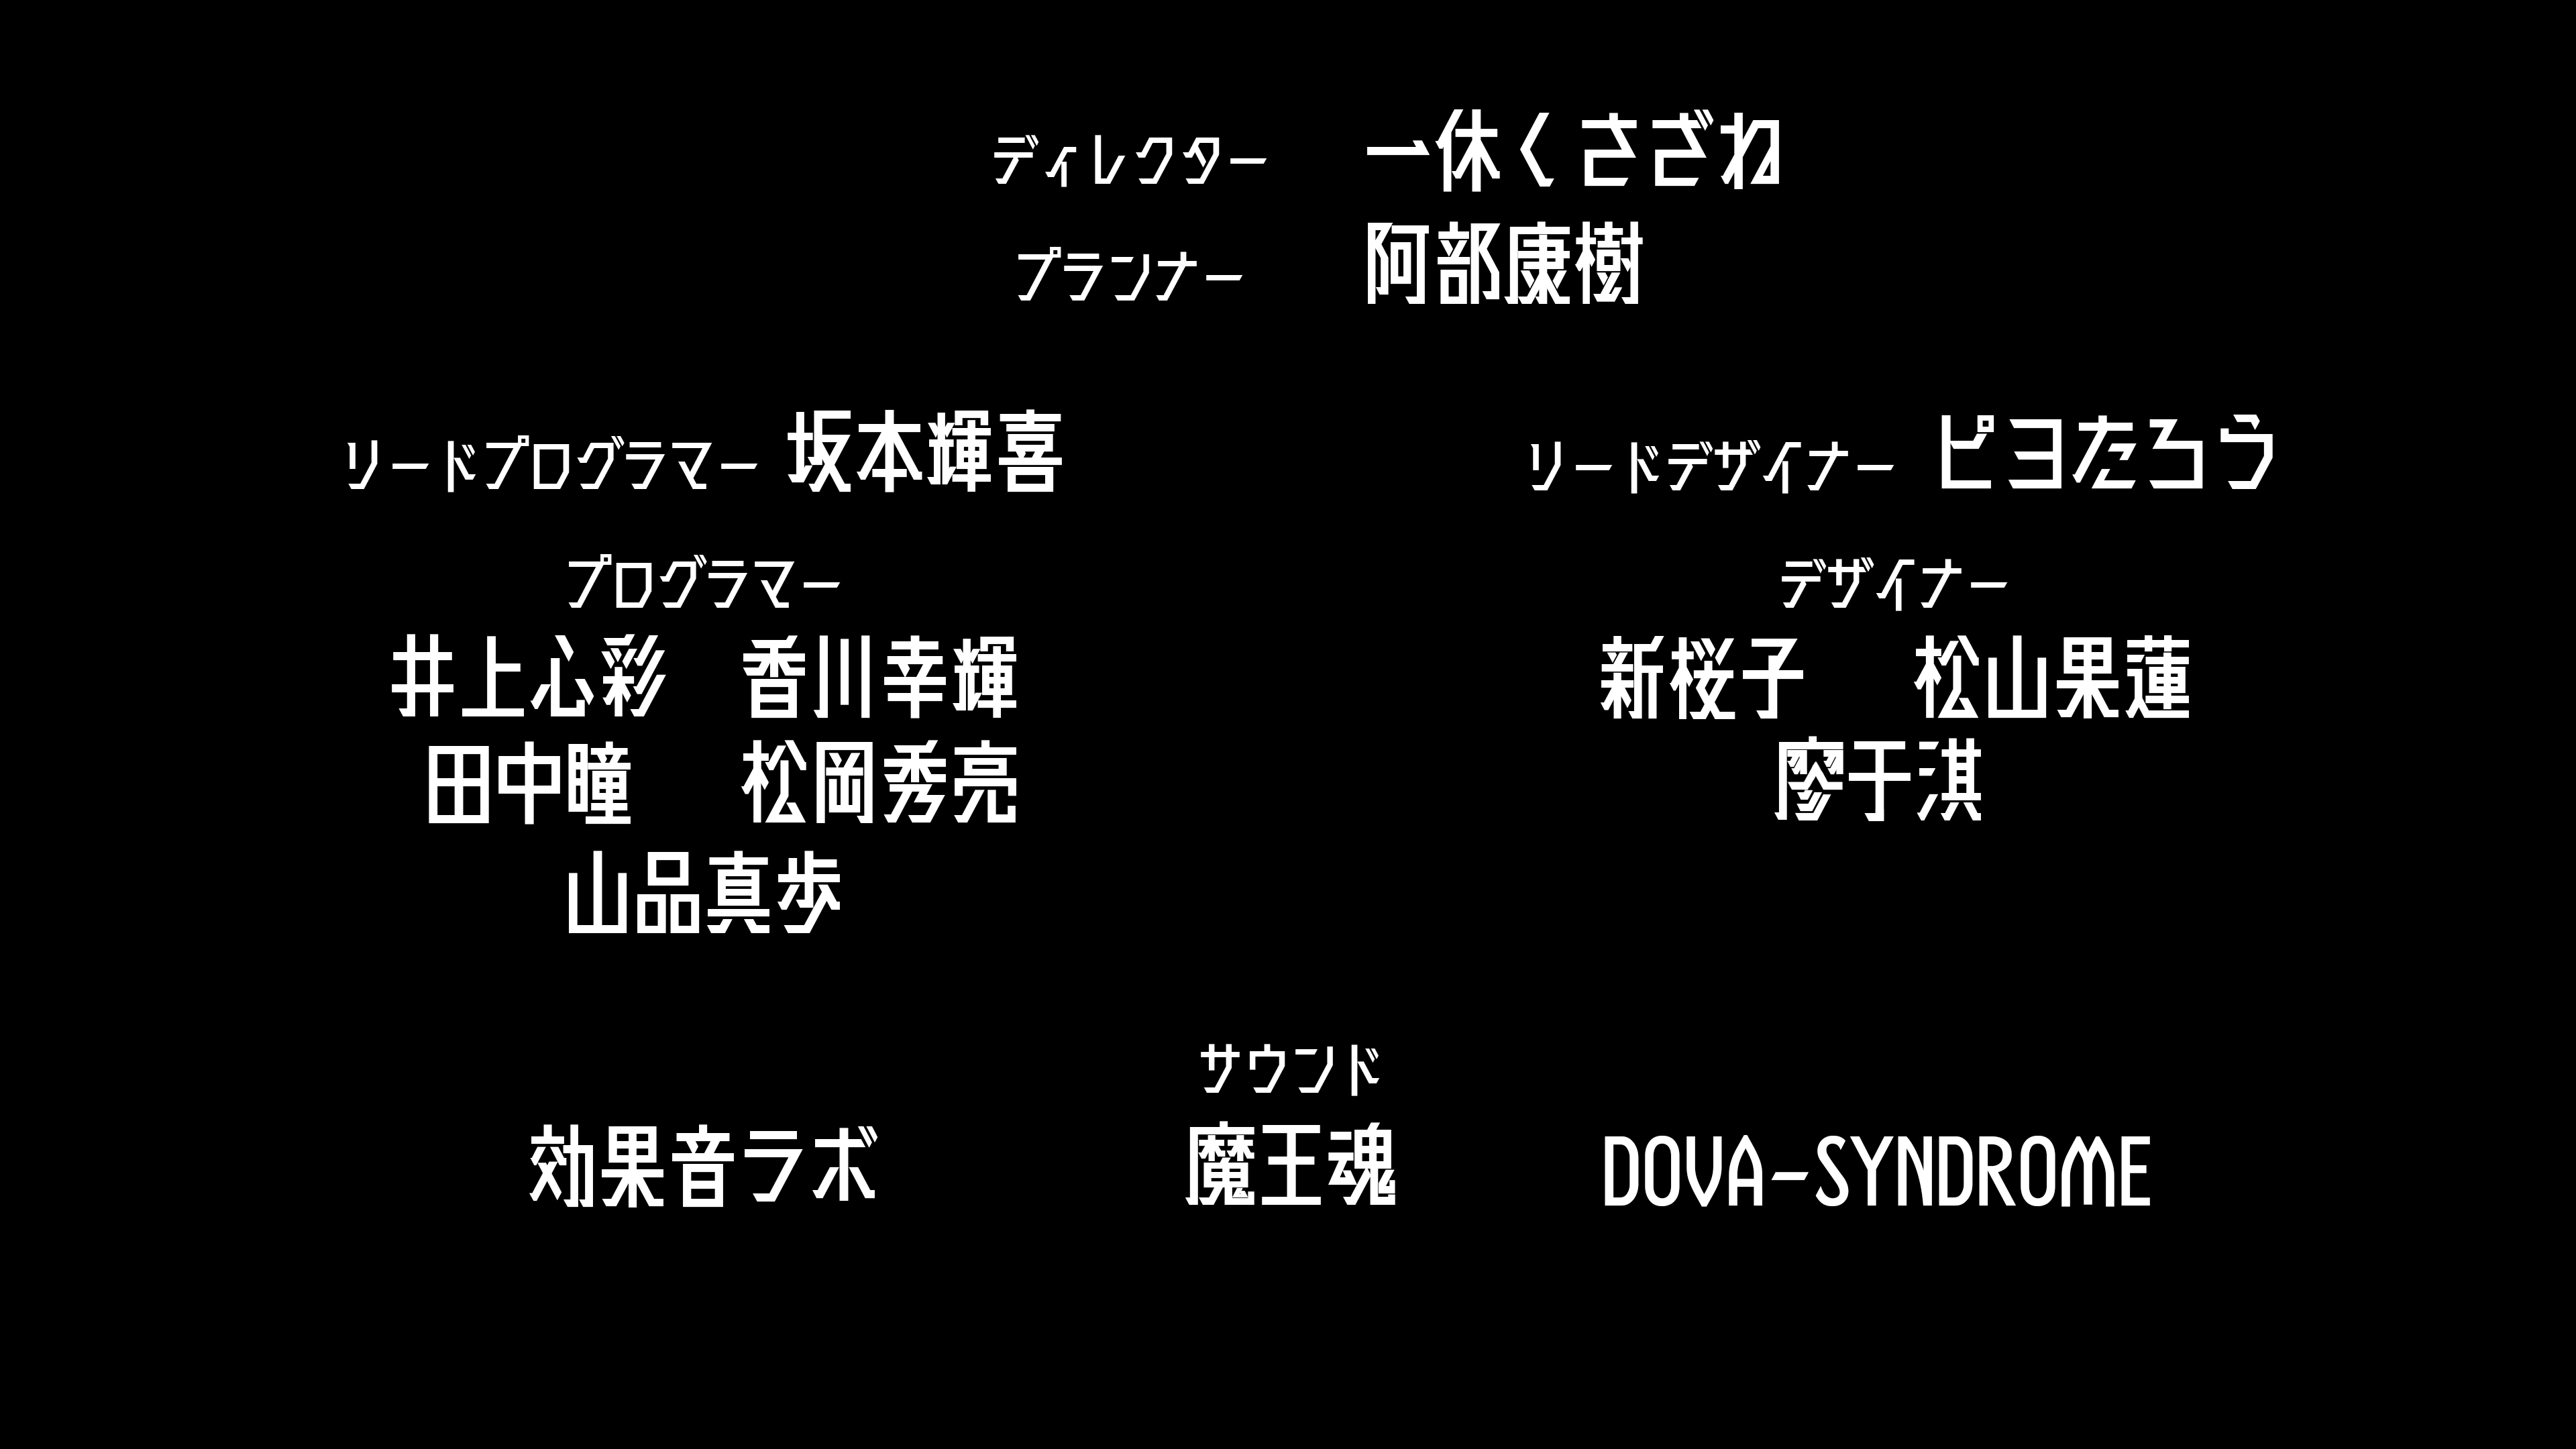 ディレクター 一休くさざね
プランナー 阿部康樹
リードプログラマー 坂本輝喜
リードデザイナー ピヨたろう
プログラマー
井上心彩 香川幸輝
田中瞳 松岡秀亮
山品真歩
デザイナー
新桜子 松山果蓮
廖于淇
サウンド
効果音ラボ 魔王魂 DOVA-SYNDROME